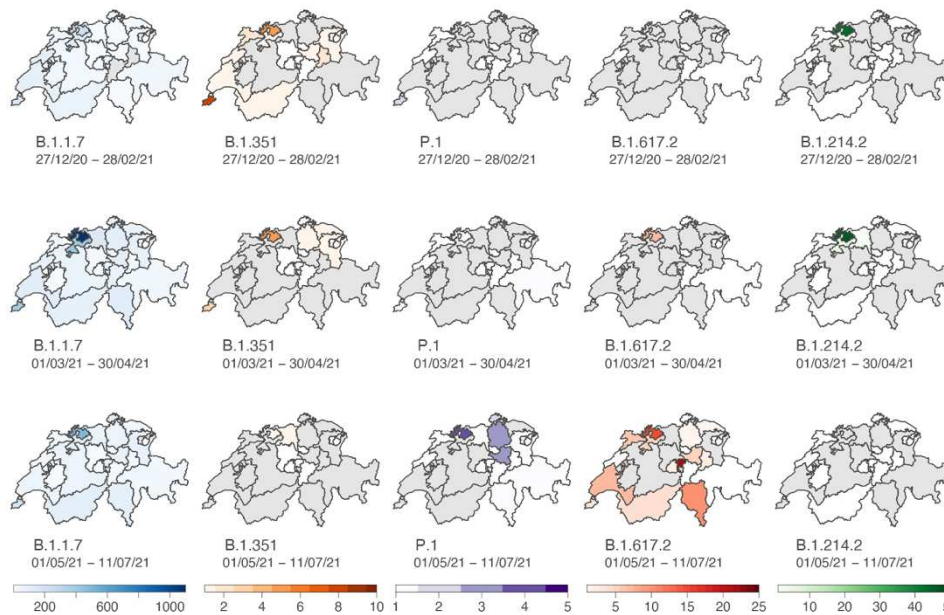 B.1.1.7
27/12/20 – 28/02/21
B.1.351
27/12/20 – 28/02/21
P.1
27/12/20 – 28/02/21
B.1.617.2
27/12/20 – 28/02/21
B.1.214.2
27/12/20 – 28/02/21
B.1.1.7
01/03/21 – 30/04/21
B.1.351
01/03/21 – 30/04/21
P.1
01/03/21 – 30/04/21
B.1.617.2
01/03/21 – 30/04/21
B.1.214.2
01/03/21 – 30/04/21
B.1.1.7
01/05/21 – 11/07/21
B.1.351
01/05/21 – 11/07/21
P.1
01/05/21 – 11/07/21
B.1.617.2
01/05/21 – 11/07/21
B.1.214.2
01/05/21 – 11/07/21
200 600 1000
2 4 6 8 10
1 2 3 4 5
5 10 15 20 25
10 20 30 40